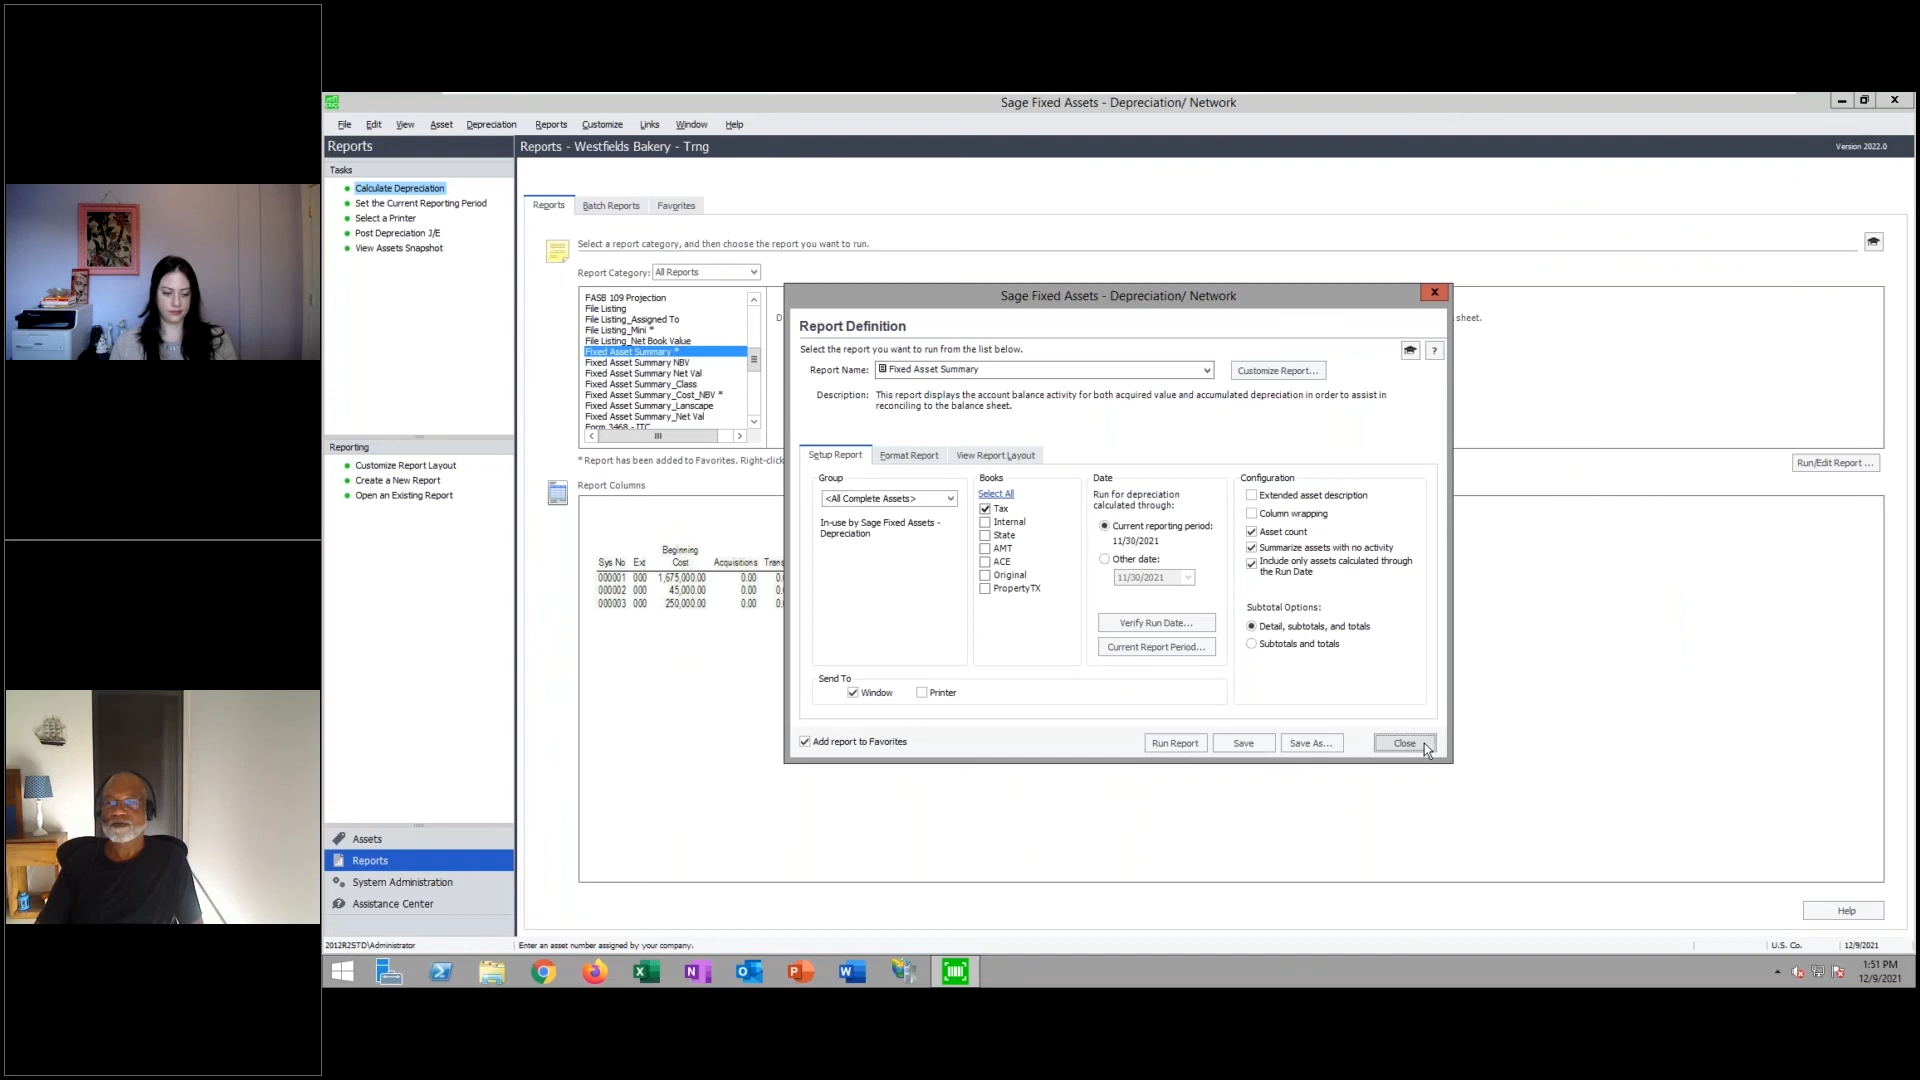 Sage Fixed Assets - Depreciation/ Network
File Edit View Asset Depreciation Reports Customize Links Window Help
Reports
Reports - Westfields Bakery - Trng
Version 2022.0
Tasks
Calculate Depreciation
Set the Current Reporting Period
Select a Printer
Post Depreciation J/E
View Assets Snapshot
Reporting
Customize Report Layout
Create a New Report
Open an Existing Report
Assets
Reports
System Administration
Assistance Center
Reports Batch Reports Favorites
Select a report category, and then choose the report you want to run.
Report Category: All Reports
FASB 109 Projection
File Listing
File Listing_Assigned To
File Listing_Mini *
File Listing_Net Book Value
Fixed Asset Summary *
Fixed Asset Summary NBV
Fixed Asset Summary Net Val
Fixed Asset Summary_Class
Fixed Asset Summary_Cost_NBV *
Fixed Asset Summary_Lanscape
Fixed Asset Summary_Net Val
Form 3468 - ITC
D
sheet.
* Report has been added to Favorites. Right-click
Run/Edit Report ...
Report Columns
Beginning
Sys No Ext Cost Acquisitions Trans
000001 000 1,675,000.00 0.00 0.
000002 000 45,000.00 0.00 0.
000003 000 250,000.00 0.00 0.
Help
Sage Fixed Assets - Depreciation/ Network
Report Definition
Select the report you want to run from the list below.
?
Report Name: Fixed Asset Summary
Customize Report...
Description: This report displays the account balance activity for both acquired value and accumulated depreciation in order to assist in
reconciling to the balance sheet.
Setup Report Format Report View Report Layout
Group
<All Complete Assets>
In-use by Sage Fixed Assets -
Depreciation
Books
Select All
Tax
Internal
State
AMT
ACE
Original
PropertyTX
Date
Run for depreciation
calculated through:
Current reporting period:
11/30/2021
Other date:
11/30/2021
Verify Run Date...
Current Report Period...
Configuration
Extended asset description
Column wrapping
Asset count
Summarize assets with no activity
Include only assets calculated through
the Run Date
Subtotal Options:
Detail, subtotals, and totals
Subtotals and totals
Send To
Window Printer
Add report to Favorites
Run Report Save Save As... Close
2012R2STD\Administrator
Enter an asset number assigned by your company.
U.S. Co. 12/9/2021
1:51 PM
12/9/2021